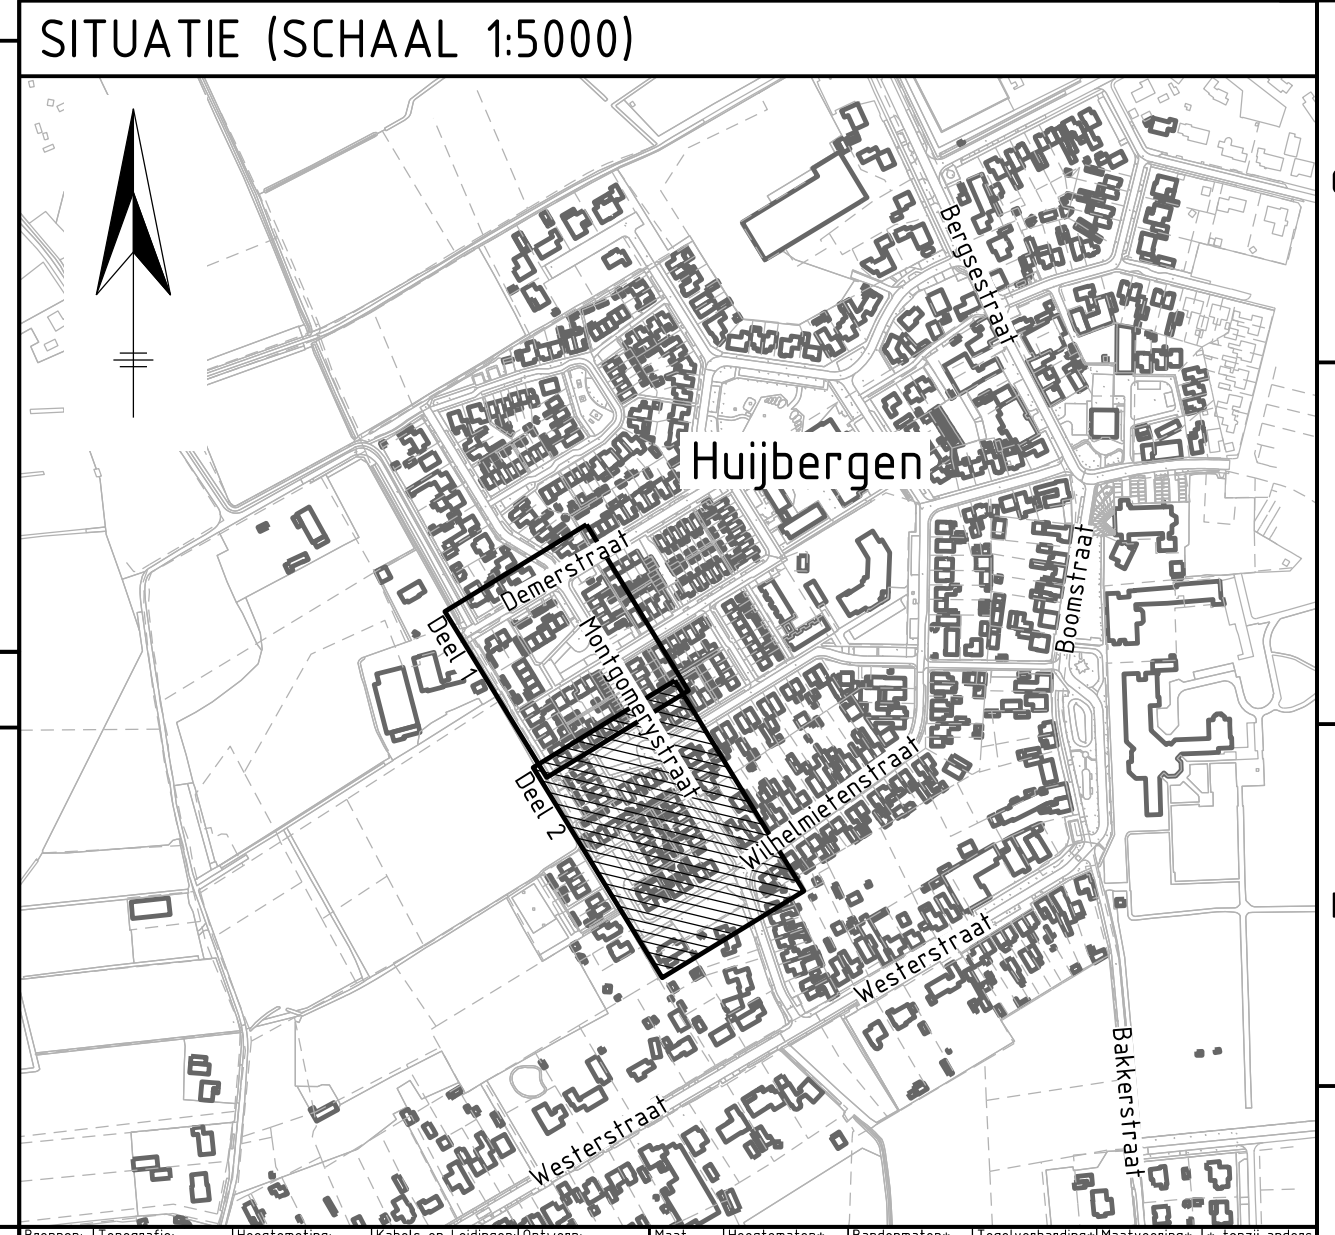 SITUATIE (SCHAAL 1:5000)
Bergsestraat
Huijbergen
Demerstraat
Boomstraat
Deel 1
Montgomerystraat
Wilhelmietenstraat
Deel 2
Westerstraat
Bakkerstraat
Westerstraat